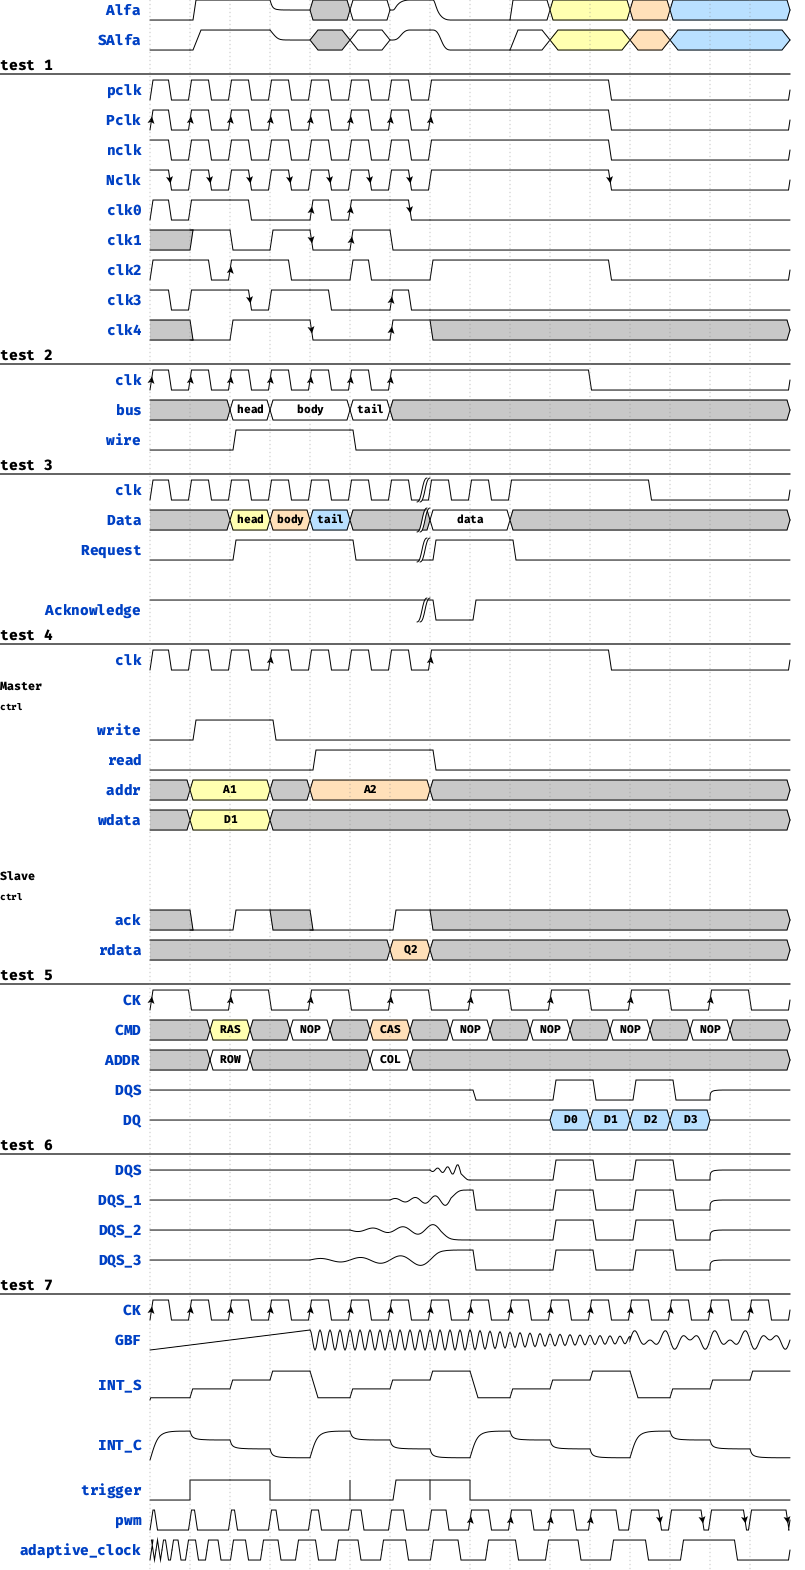 Alfa
SAlfa
test 1
pclk
Pclk
nclk
Nclk
clk0
clk1
clk2
clk3
clk4
test 2
clk
bus head body tail
wire
test 3
clk
Data head body tail data
Request
Acknowledge
test 4
clk
Master
ctrl
write
read
addr A1 A2
wdata D1
Slave
ctrl
ack
rdata Q2
test 5
CK
CMD RAS NOP CAS NOP NOP NOP NOP
ADDR ROW COL
DQS
DQ D0 D1 D2 D3
test 6
DQS
DQS_1
DQS_2
DQS_3
test 7
CK
GBF
INT_S
INT_C
trigger
pwm
adaptive_clock